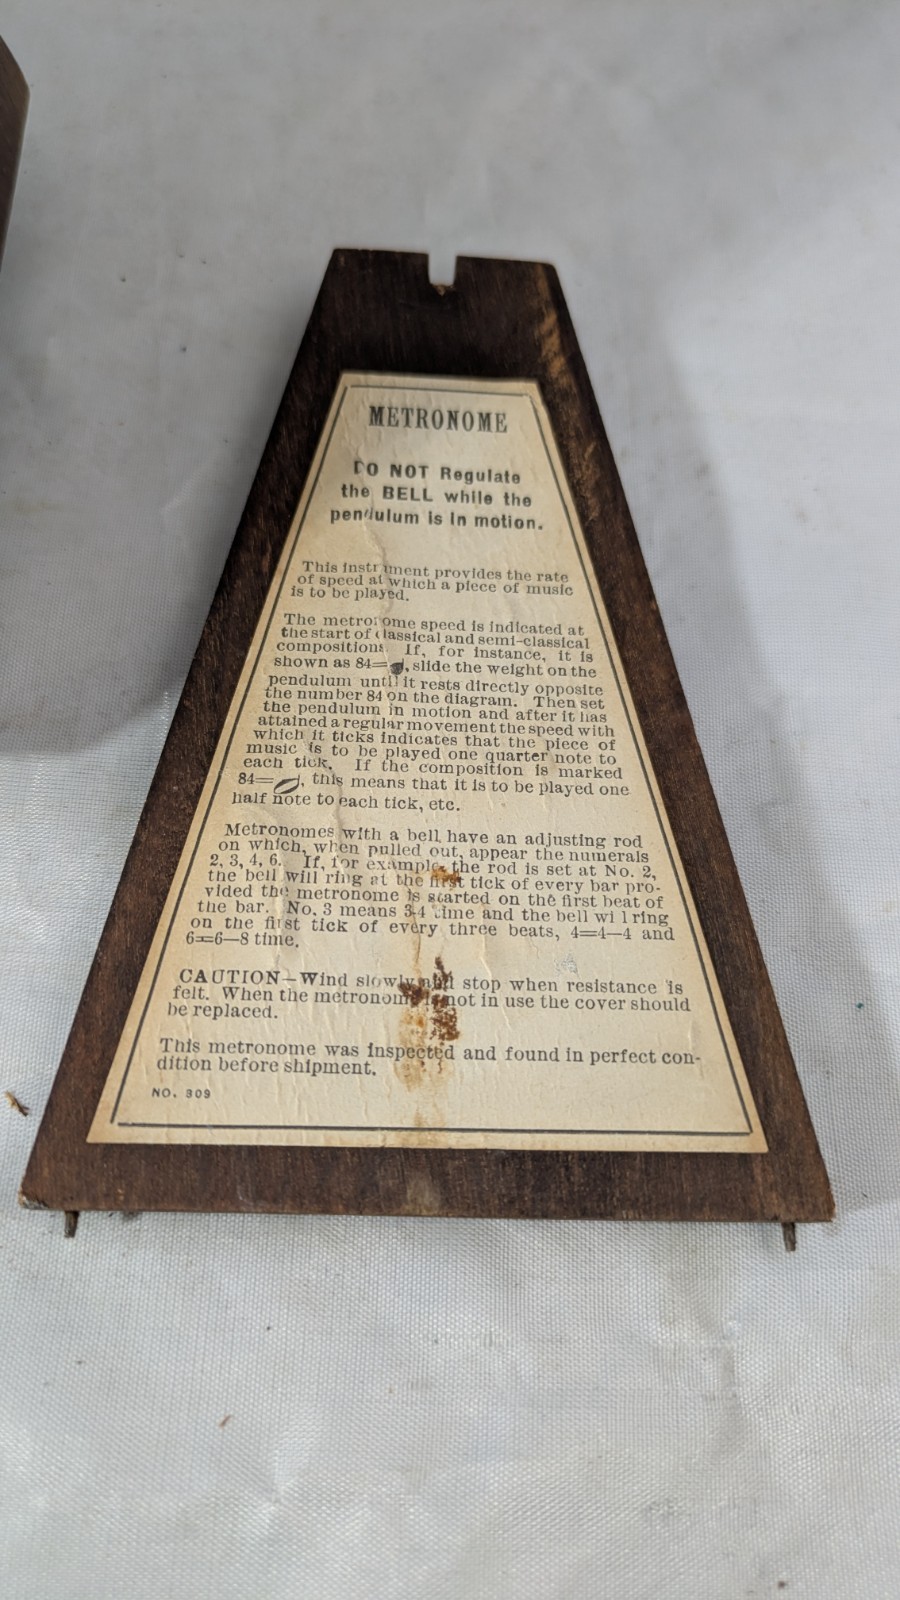 METRONOME
DO NOT Regulate
the BELL while the
pendulum is in motion.
This instrument provides the rate
of speed at which a piece of music
is to be played.
The metronome speed is indicated at
the start of classical and semi-classical
compositions. If, for instance, it is
shown as 84=♩, slide the weight on the
pendulum until it rests directly opposite
the number 84 on the diagram. Then set
the pendulum in motion and after it has
attained a regular movement the speed with
which it ticks indicates that the piece of
music is to be played one quarter note to
each tick. If the composition is marked
84=𝅗𝅥, this means that it is to be played one
half note to each tick, etc.
Metronomes with a bell have an adjusting rod
on which, when pulled out, appear the numerals
2, 3, 4, 6. If, for example, the rod is set at No. 2,
the bell will ring at the first tick of every bar pro-
vided the metronome is started on the first beat of
the bar. No. 3 means 3-4 time and the bell will ring
on the first tick of every three beats, 4=4—4 and
6=6—8 time.
CAUTION—Wind slowly and stop when resistance is
felt. When the metronome is not in use the cover should
be replaced.
This metronome was inspected and found in perfect con-
dition before shipment.
NO. 309